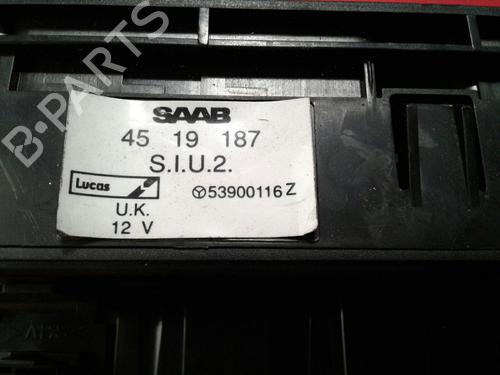 B-PARTS
SAAB
45 19 187
S.I.U.2.
Lucas
53900116 Z
U.K.
12 V